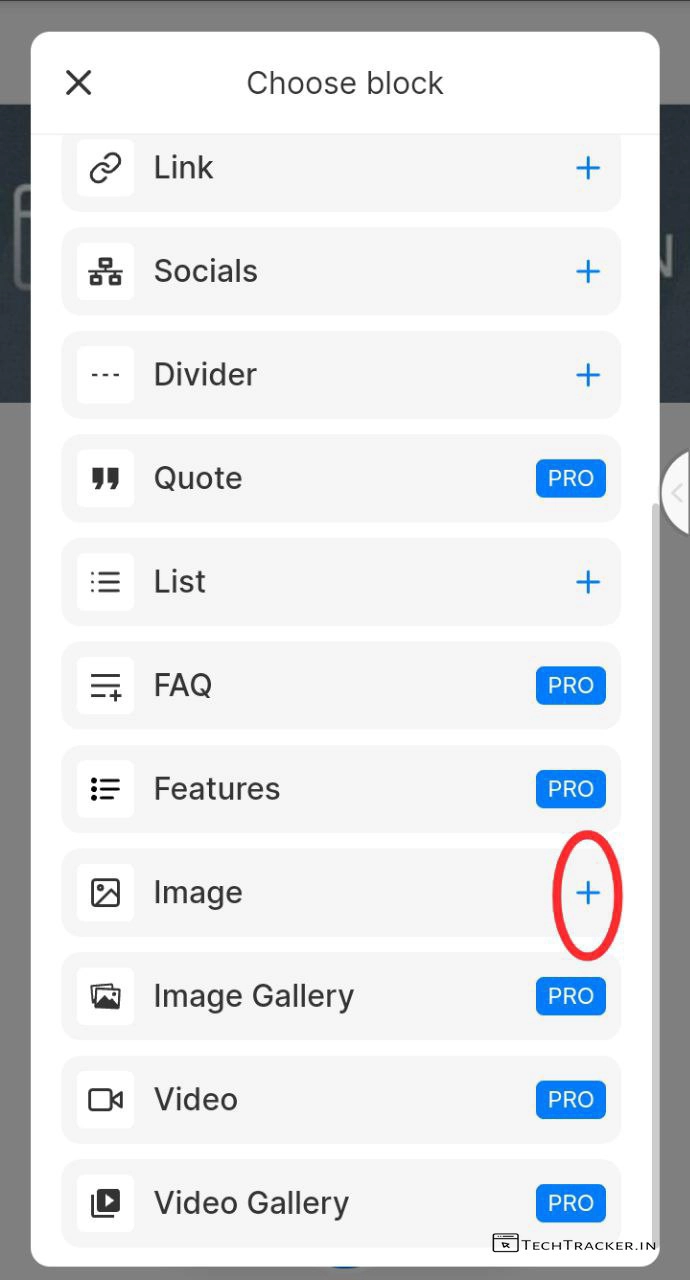 Choose block
Link
Socials
Divider
Quote PRO
List
FAQ PRO
Features PRO
Image
Image Gallery PRO
Video PRO
Video Gallery PRO
TECHTRACKER.IN